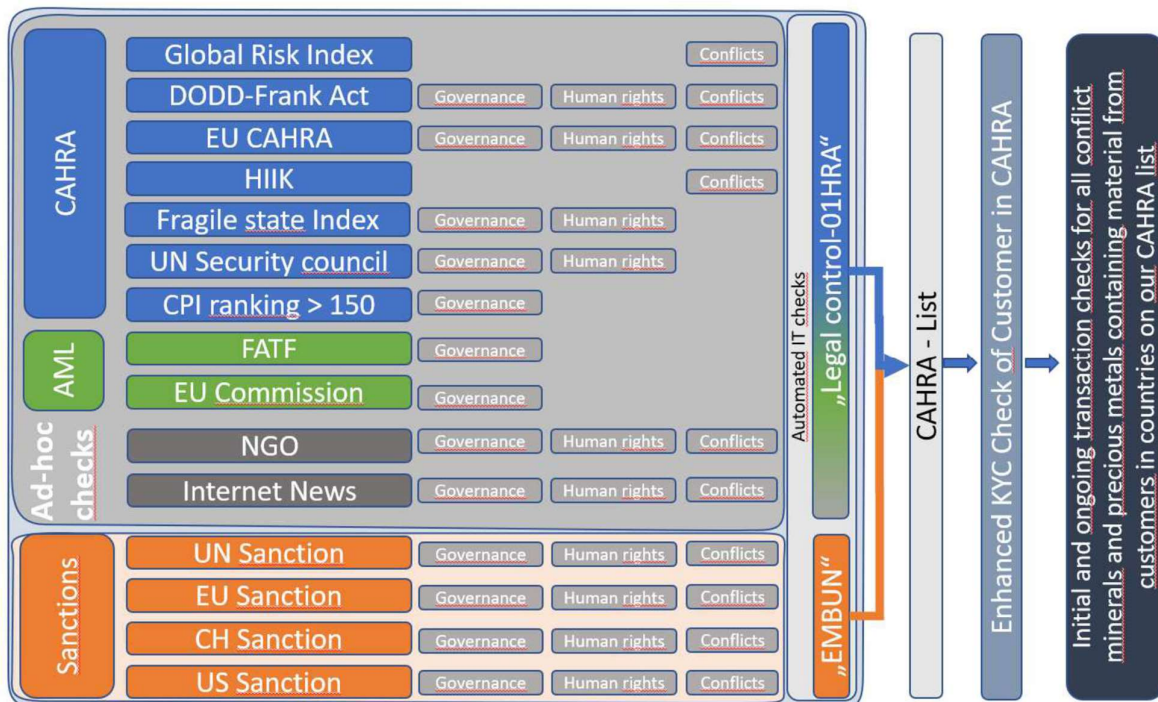 CAHRA
Global Risk Index
Conflicts
DODD-Frank Act
Governance
Human rights
Conflicts
EU CAHRA
Governance
Human rights
Conflicts
HIIK
Conflicts
Fragile state Index
Governance
Human rights
UN Security council
Governance
Human rights
CPI ranking > 150
Governance
AML
FATF
Governance
EU Commission
Governance
Ad-hoc
checks
NGO
Governance
Human rights
Conflicts
Internet News
Governance
Human rights
Conflicts
Sanctions
UN Sanction
Governance
Human rights
Conflicts
EU Sanction
Governance
Human rights
Conflicts
CH Sanction
Governance
Human rights
Conflicts
US Sanction
Governance
Human rights
Conflicts
Automated IT checks
„Legal control-01HRA“
„EMBUN“
CAHRA - List
Enhanced KYC Check of Customer in CAHRA
Initial and ongoing transaction checks for all conflict
minerals and precious metals containing material from
customers in countries on our CAHRA list